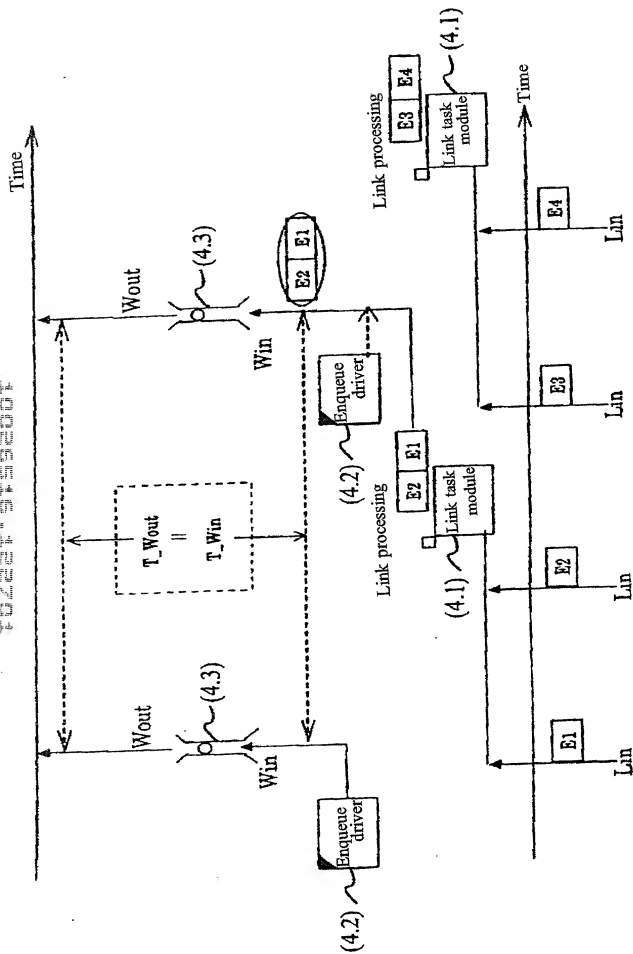 Time
Wout
Wout
(4.3)
(4.3)
T_Wout
=
T_Win
Win
Win
E2 E1
Enqueue
driver
(4.2)
Enqueue
driver
(4.2)
Link processing
E2 E1
Link task
module
(4.1)
Link processing
E3 E4
Link task
module
(4.1)
Time
E1
E2
E3
E4
Lin
Lin
Lin
Lin